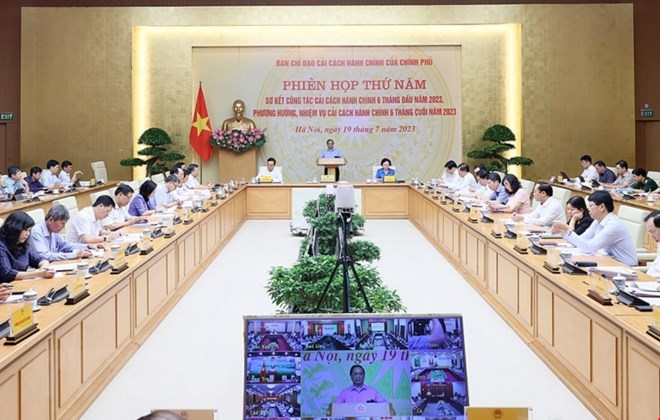 BAN CHỈ ĐẠO CẢI CÁCH HÀNH CHÍNH CỦA CHÍNH PHỦ
PHIÊN HỌP THỨ NĂM
SƠ KẾT CÔNG TÁC CẢI CÁCH HÀNH CHÍNH 6 THÁNG ĐẦU NĂM 2023,
PHƯƠNG HƯỚNG, NHIỆM VỤ CẢI CÁCH HÀNH CHÍNH 6 THÁNG CUỐI NĂM 2023
Hà Nội, ngày 19 tháng 7 năm 2023
EXIT
EXIT
Nội, ngày 19 th